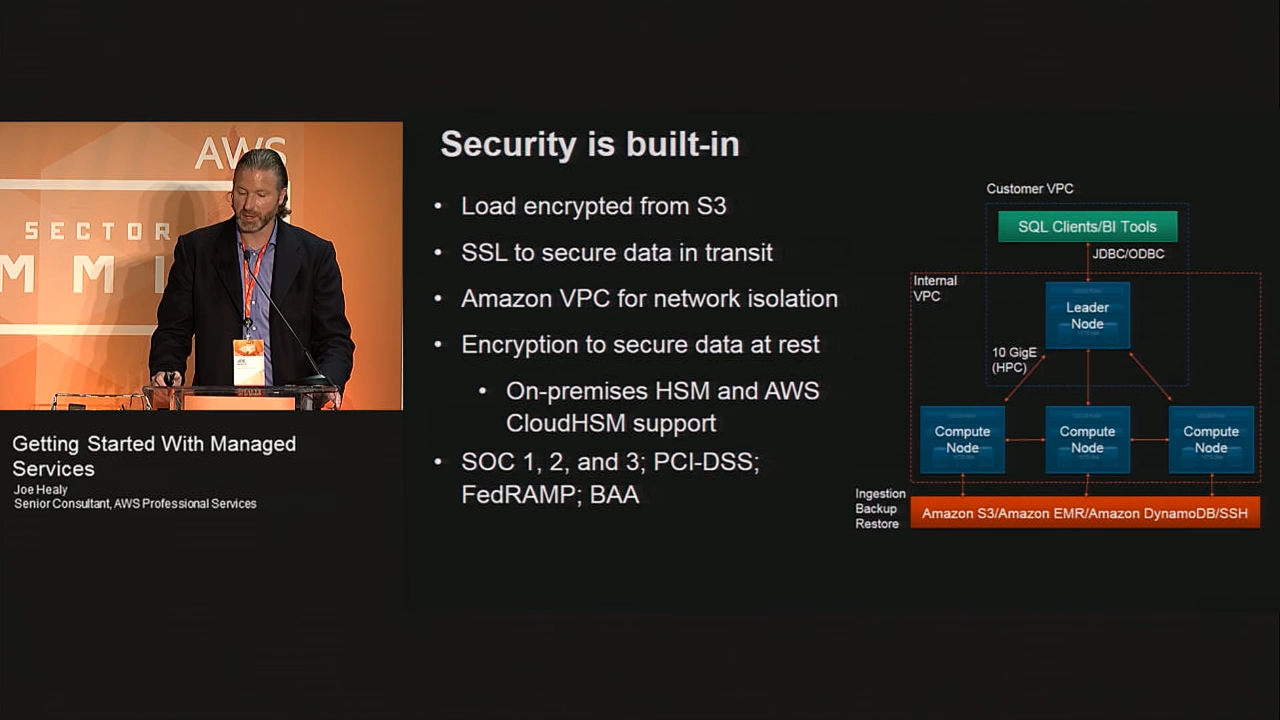 AWS
SECTOR
MMI
Getting Started With Managed
Services
Joe Healy
Senior Consultant, AWS Professional Services
Security is built-in
• Load encrypted from S3
• SSL to secure data in transit
• Amazon VPC for network isolation
• Encryption to secure data at rest
• On-premises HSM and AWS
CloudHSM support
• SOC 1, 2, and 3; PCI-DSS;
FedRAMP; BAA
Customer VPC
SQL Clients/BI Tools
JDBC/ODBC
Internal
VPC
Leader
Node
10 GigE
(HPC)
Compute
Node
Compute
Node
Compute
Node
Ingestion
Backup
Restore
Amazon S3/Amazon EMR/Amazon DynamoDB/SSH